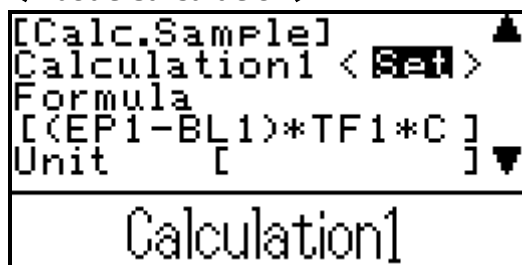 [Calc.Sample] ▲
Calculation1 <Set>
Formula
[(EP1-BL1)*TF1*C ]
Unit [ ] ▼
Calculation1